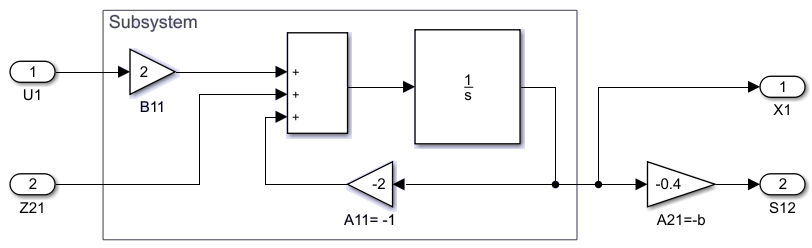 Subsystem
1
U1
2
B11
+
+
+
1
s
1
X1
2
Z21
-2
A11= -1
-0.4
A21=-b
2
S12